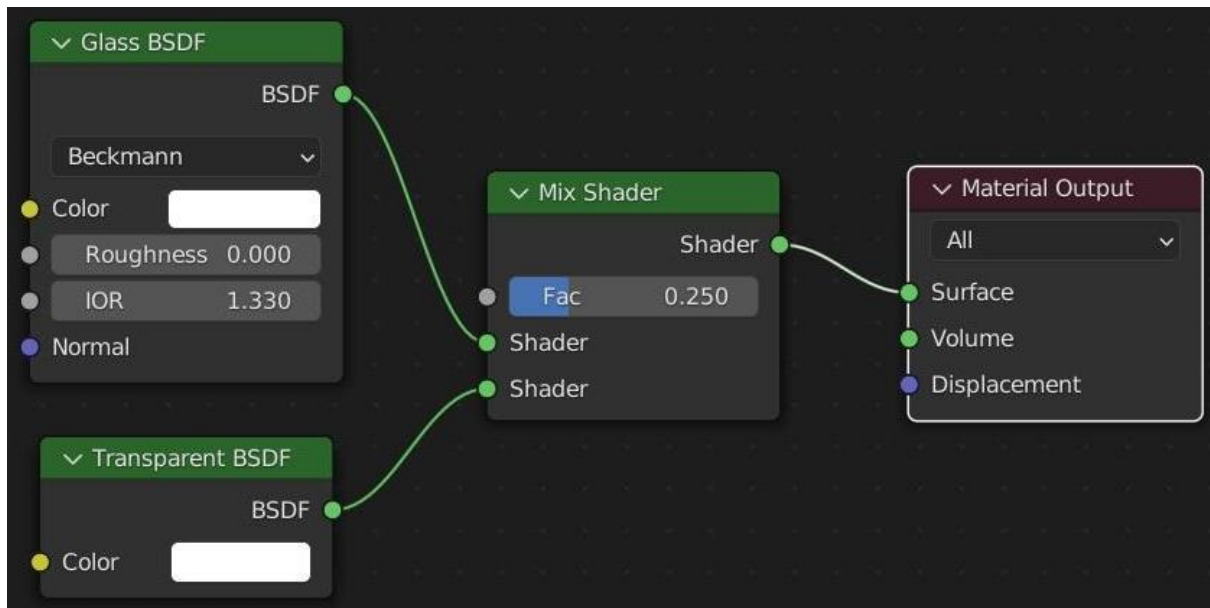 Glass BSDF
BSDF
Beckmann
Color
Roughness 0.000
IOR 1.330
Normal
Transparent BSDF
BSDF
Color
Mix Shader
Shader
Fac 0.250
Shader
Shader
Material Output
All
Surface
Volume
Displacement